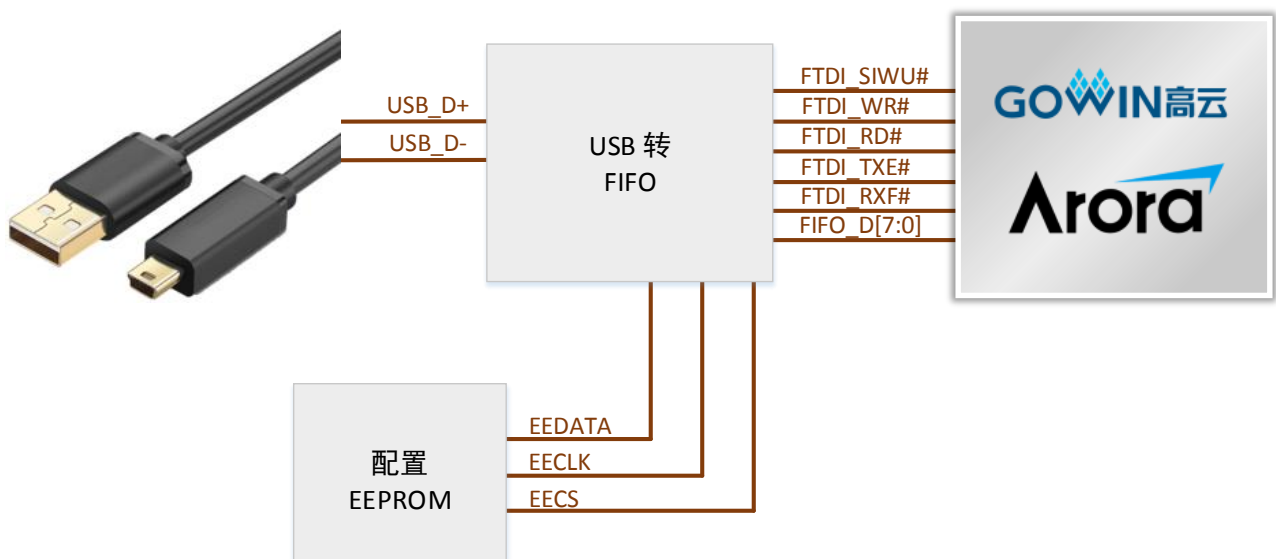 USB_D+
USB_D-
USB 转
FIFO
FTDI_SIWU#
FTDI_WR#
FTDI_RD#
FTDI_TXE#
FTDI_RXF#
FIFO_D[7:0]
GOWIN高云
Arora
配置
EEPROM
EEDATA
EECLK
EECS